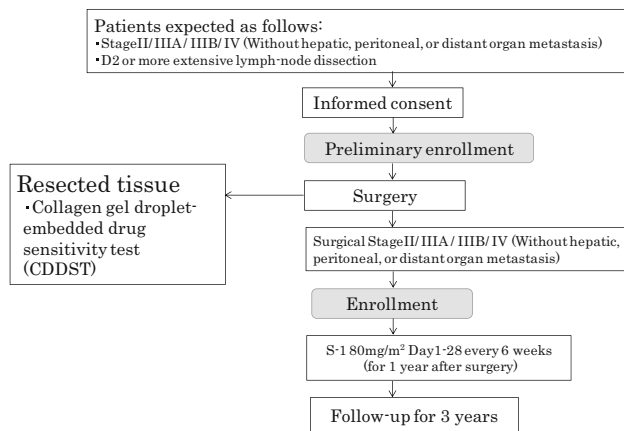 Patients expected as follows:
・StageII/IIIA/IIIB/IV (Without hepatic, peritoneal, or distant organ metastasis)
・D2 or more extensive lymph-node dissection
Informed consent
Preliminary enrollment
Surgery
Resected tissue
・Collagen gel droplet-
embedded drug
sensitivity test
(CDDST)
Surgical StageII/IIIA/IIIB/IV (Without hepatic,
peritoneal, or distant organ metastasis)
Enrollment
S-1 80mg/m² Day1-28 every 6 weeks
(for 1 year after surgery)
Follow-up for 3 years